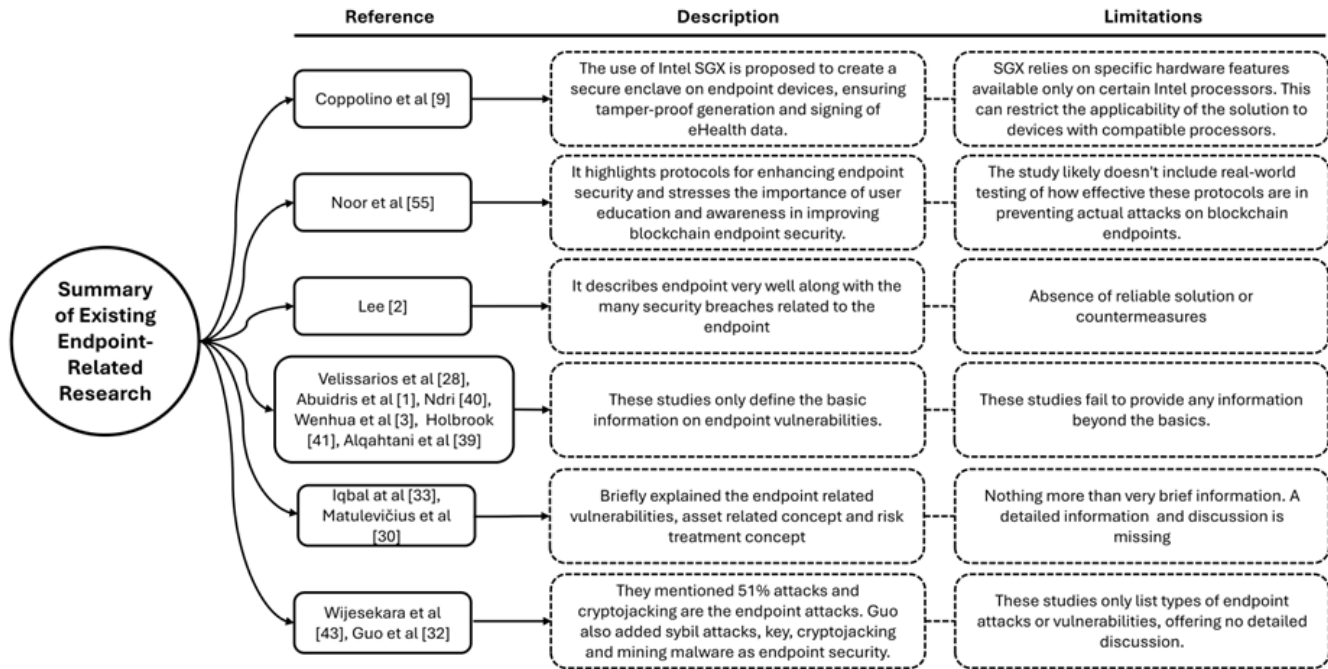 Reference Description Limitations
Summary
of Existing
Endpoint-
Related
Research
Coppolino et al [9]
The use of Intel SGX is proposed to create a
secure enclave on endpoint devices, ensuring
tamper-proof generation and signing of
eHealth data.
SGX relies on specific hardware features
available only on certain Intel processors. This
can restrict the applicability of the solution to
devices with compatible processors.
Noor et al [55]
It highlights protocols for enhancing endpoint
security and stresses the importance of user
education and awareness in improving
blockchain endpoint security.
The study likely doesn't include real-world
testing of how effective these protocols are in
preventing actual attacks on blockchain
endpoints.
Lee [2]
It describes endpoint very well along with the
many security breaches related to the
endpoint
Absence of reliable solution or
countermeasures
Velissarios et al [28],
Abuidris et al [1], Ndri [40],
Wenhua et al [3], Holbrook
[41], Alqahtani et al [39]
These studies only define the basic
information on endpoint vulnerabilities.
These studies fail to provide any information
beyond the basics.
Iqbal at al [33],
Matulevičius et al
[30]
Briefly explained the endpoint related
vulnerabilities, asset related concept and risk
treatment concept
Nothing more than very brief information. A
detailed information and discussion is
missing
Wijesekara et al
[43], Guo et al [32]
They mentioned 51% attacks and
cryptojacking are the endpoint attacks. Guo
also added sybil attacks, key, cryptojacking
and mining malware as endpoint security.
These studies only list types of endpoint
attacks or vulnerabilities, offering no detailed
discussion.